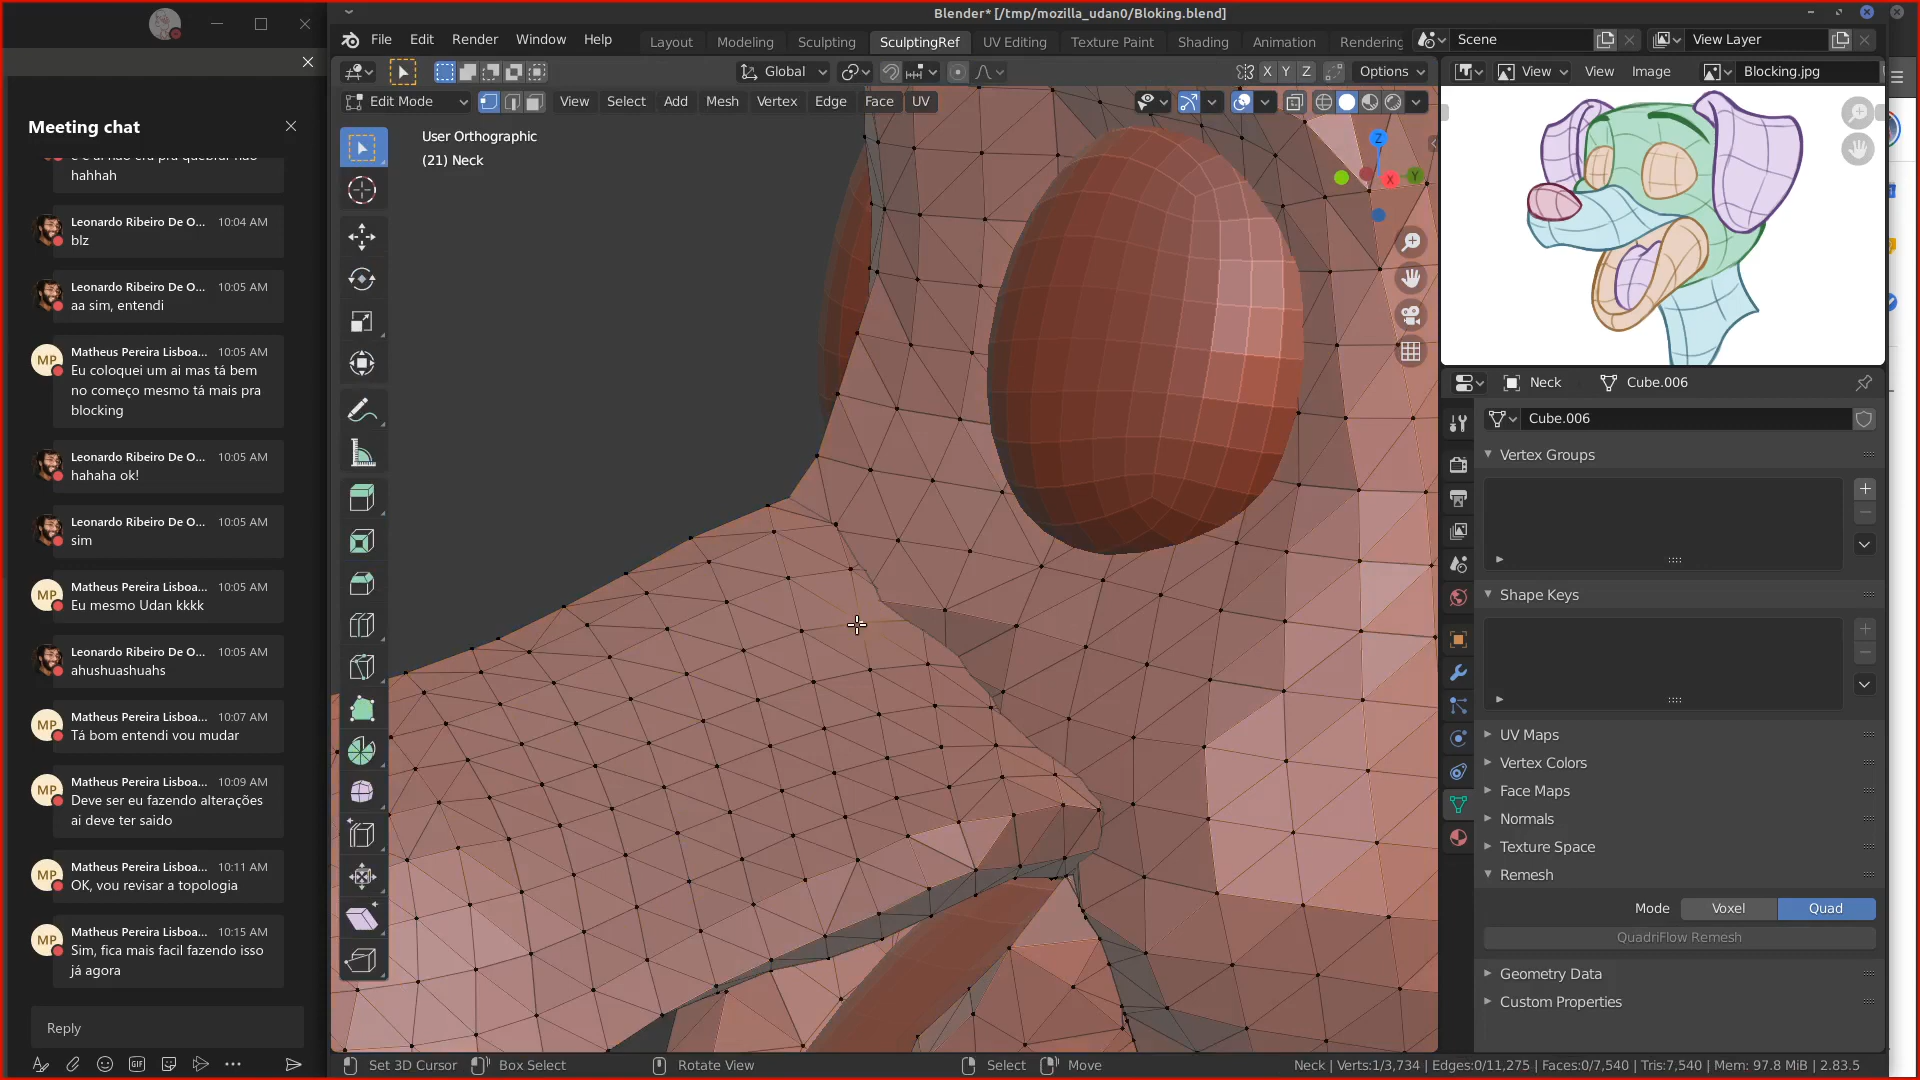 Meeting chat
hahhah
Leonardo Ribeiro De O... 10:04 AM
blz
Leonardo Ribeiro De O... 10:05 AM
aa sim, entendi
Matheus Pereira Lisboa... 10:05 AM
Eu coloquei um ai mas tá bem
no começo mesmo tá mais pra
blocking
Leonardo Ribeiro De O... 10:05 AM
hahaha ok!
Leonardo Ribeiro De O... 10:05 AM
sim
Matheus Pereira Lisboa... 10:05 AM
Eu mesmo Udan kkkk
Leonardo Ribeiro De O... 10:05 AM
ahushuashuahs
Matheus Pereira Lisboa... 10:07 AM
Tá bom entendi vou mudar
Matheus Pereira Lisboa... 10:09 AM
Deve ser eu fazendo alterações
ai deve ter saido
Matheus Pereira Lisboa... 10:11 AM
OK, vou revisar a topologia
Matheus Pereira Lisboa... 10:15 AM
Sim, fica mais facil fazendo isso
já agora
MP
MP
MP
MP
MP
MP
Reply
GIF
Blender* [/tmp/mozilla_udan0/Bloking.blend]
File Edit Render Window Help
Layout Modeling Sculpting SculptingRef UV Editing Texture Paint Shading Animation Rendering
Scene View Layer
Global X Y Z Options
Edit Mode View Select Add Mesh Vertex Edge Face UV
User Orthographic
(21) Neck
Z
X
Y
View View Image Blocking.jpg
Neck Cube.006
Cube.006
Vertex Groups
Shape Keys
UV Maps
Vertex Colors
Face Maps
Normals
Texture Space
Remesh
Mode Voxel Quad
QuadriFlow Remesh
Geometry Data
Custom Properties
Set 3D Cursor Box Select Rotate View Select Move
Neck | Verts:1/3,734 | Edges:0/11,275 | Faces:0/7,540 | Tris:7,540 | Mem: 97.8 MiB | 2.83.5